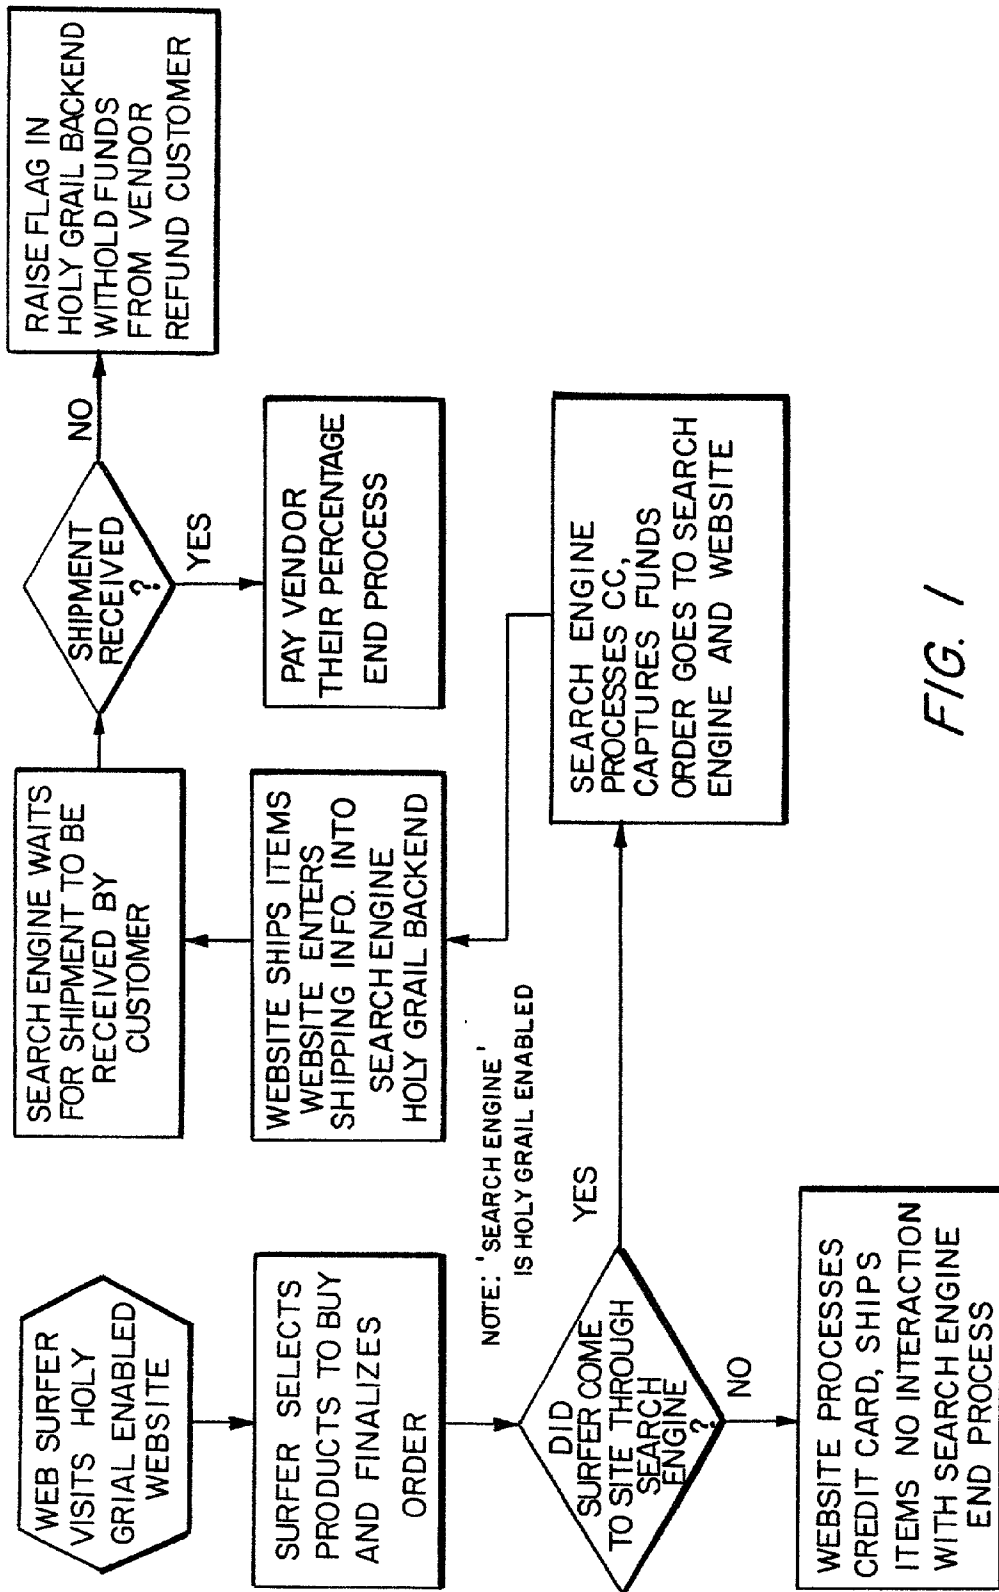 WEB SURFER
VISITS HOLY
GRIAL ENABLED
WEBSITE
SURFER SELECTS
PRODUCTS TO BUY
AND FINALIZES
ORDER
DID
SURFER COME
TO SITE THROUGH
SEARCH
ENGINE
?
NO
WEBSITE PROCESSES
CREDIT CARD, SHIPS
ITEMS NO INTERACTION
WITH SEARCH ENGINE
END PROCESS
YES
NOTE: 'SEARCH ENGINE'
IS HOLY GRAIL ENABLED
SEARCH ENGINE
PROCESSES CC,
CAPTURES FUNDS
ORDER GOES TO SEARCH
ENGINE AND WEBSITE
WEBSITE SHIPS ITEMS
WEBSITE ENTERS
SHIPPING INFO. INTO
SEARCH ENGINE
HOLY GRAIL BACKEND
SEARCH ENGINE WAITS
FOR SHIPMENT TO BE
RECEIVED BY
CUSTOMER
SHIPMENT
RECEIVED
?
YES
PAY VENDOR
THEIR PERCENTAGE
END PROCESS
NO
RAISE FLAG IN
HOLY GRAIL BACKEND
WITHOLD FUNDS
FROM VENDOR
REFUND CUSTOMER
FIG. 1